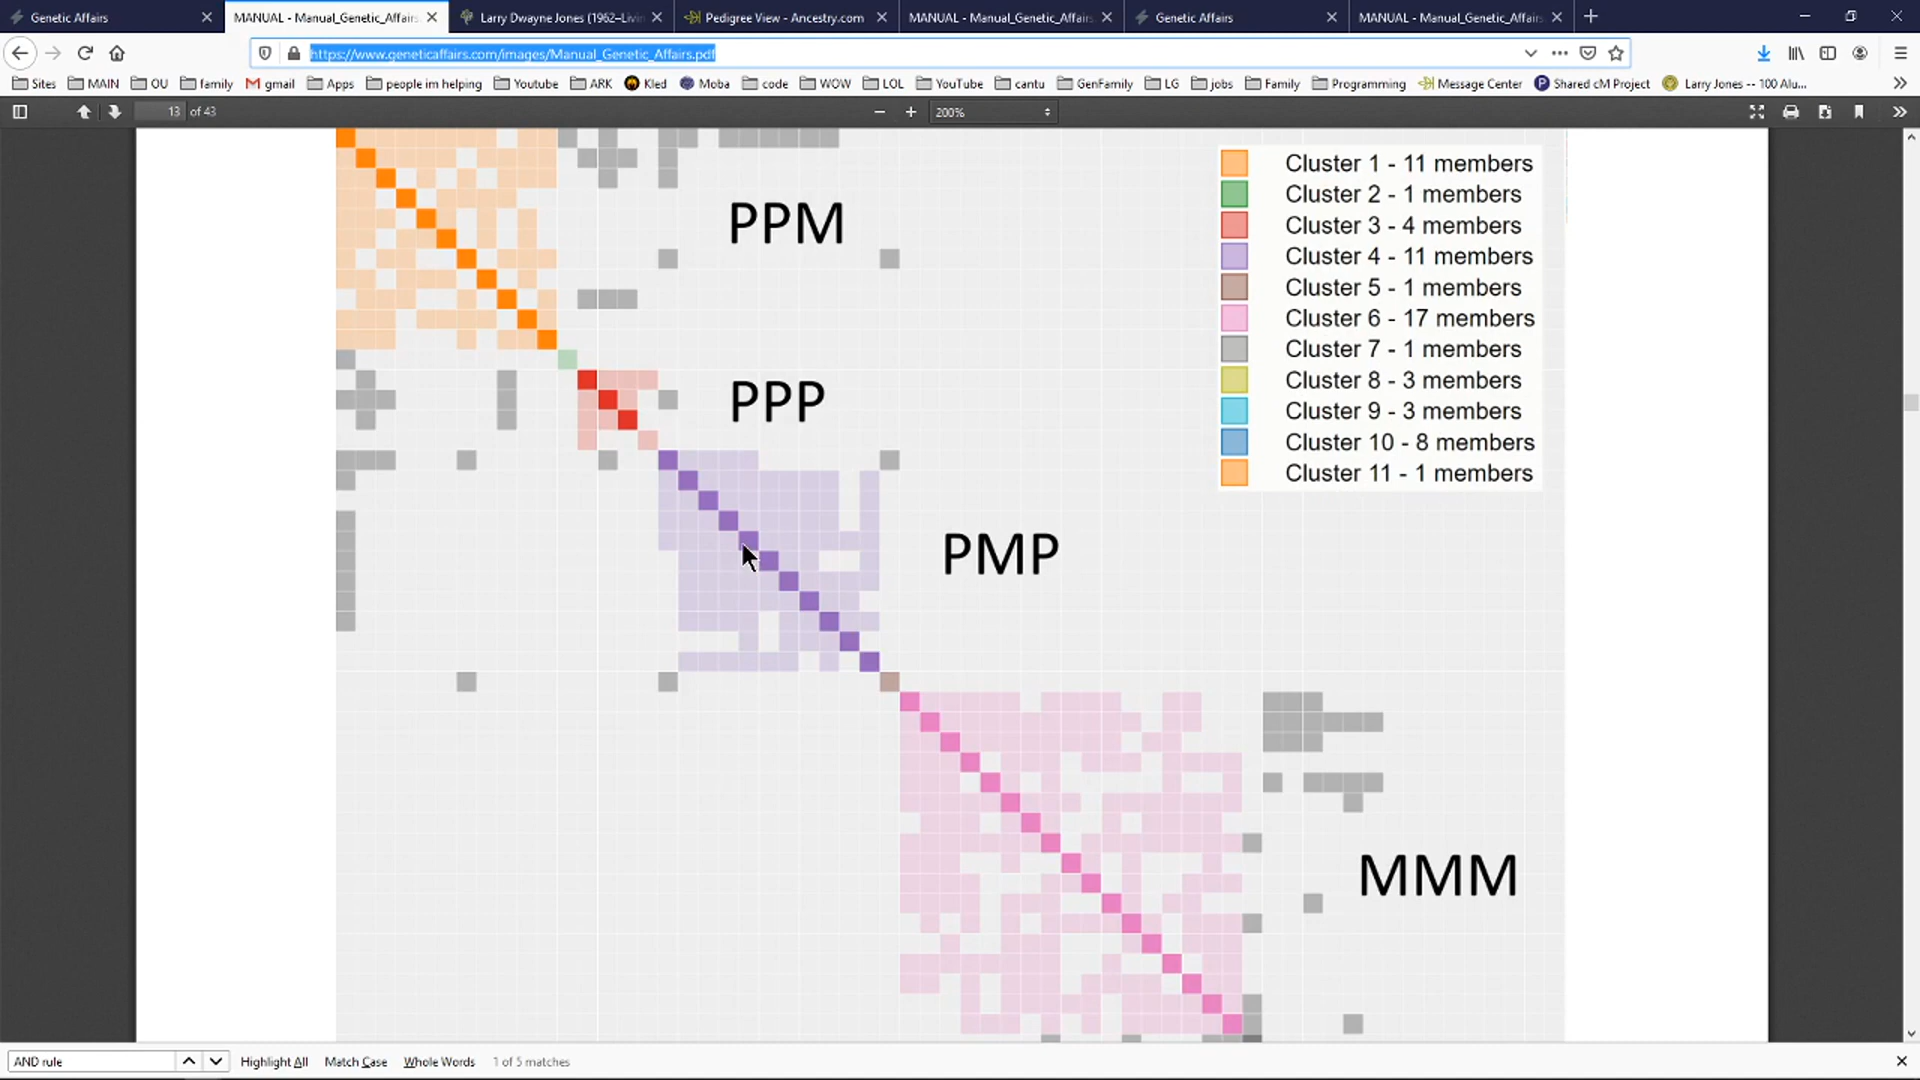 Genetic Affairs
MANUAL - Manual_Genetic_Affairs
Larry Dwayne Jones (1962–Livin
Pedigree View - Ancestry.com
MANUAL - Manual_Genetic_Affairs
Genetic Affairs
MANUAL - Manual_Genetic_Affairs
https://www.geneticaffairs.com/images/Manual_Genetic_Affairs.pdf
Sites MAIN OU family gmail Apps people im helping Youtube ARK Kled Moba code WOW LOL YouTube cantu GenFamily LG jobs Family Programming Message Center Shared cM Project Larry Jones -- 100 Alu...
13 of 43
200%
Cluster 1 - 11 members
Cluster 2 - 1 members
Cluster 3 - 4 members
Cluster 4 - 11 members
Cluster 5 - 1 members
Cluster 6 - 17 members
Cluster 7 - 1 members
Cluster 8 - 3 members
Cluster 9 - 3 members
Cluster 10 - 8 members
Cluster 11 - 1 members
PPM
PPP
PMP
MMM
AND rule Highlight All Match Case Whole Words 1 of 5 matches